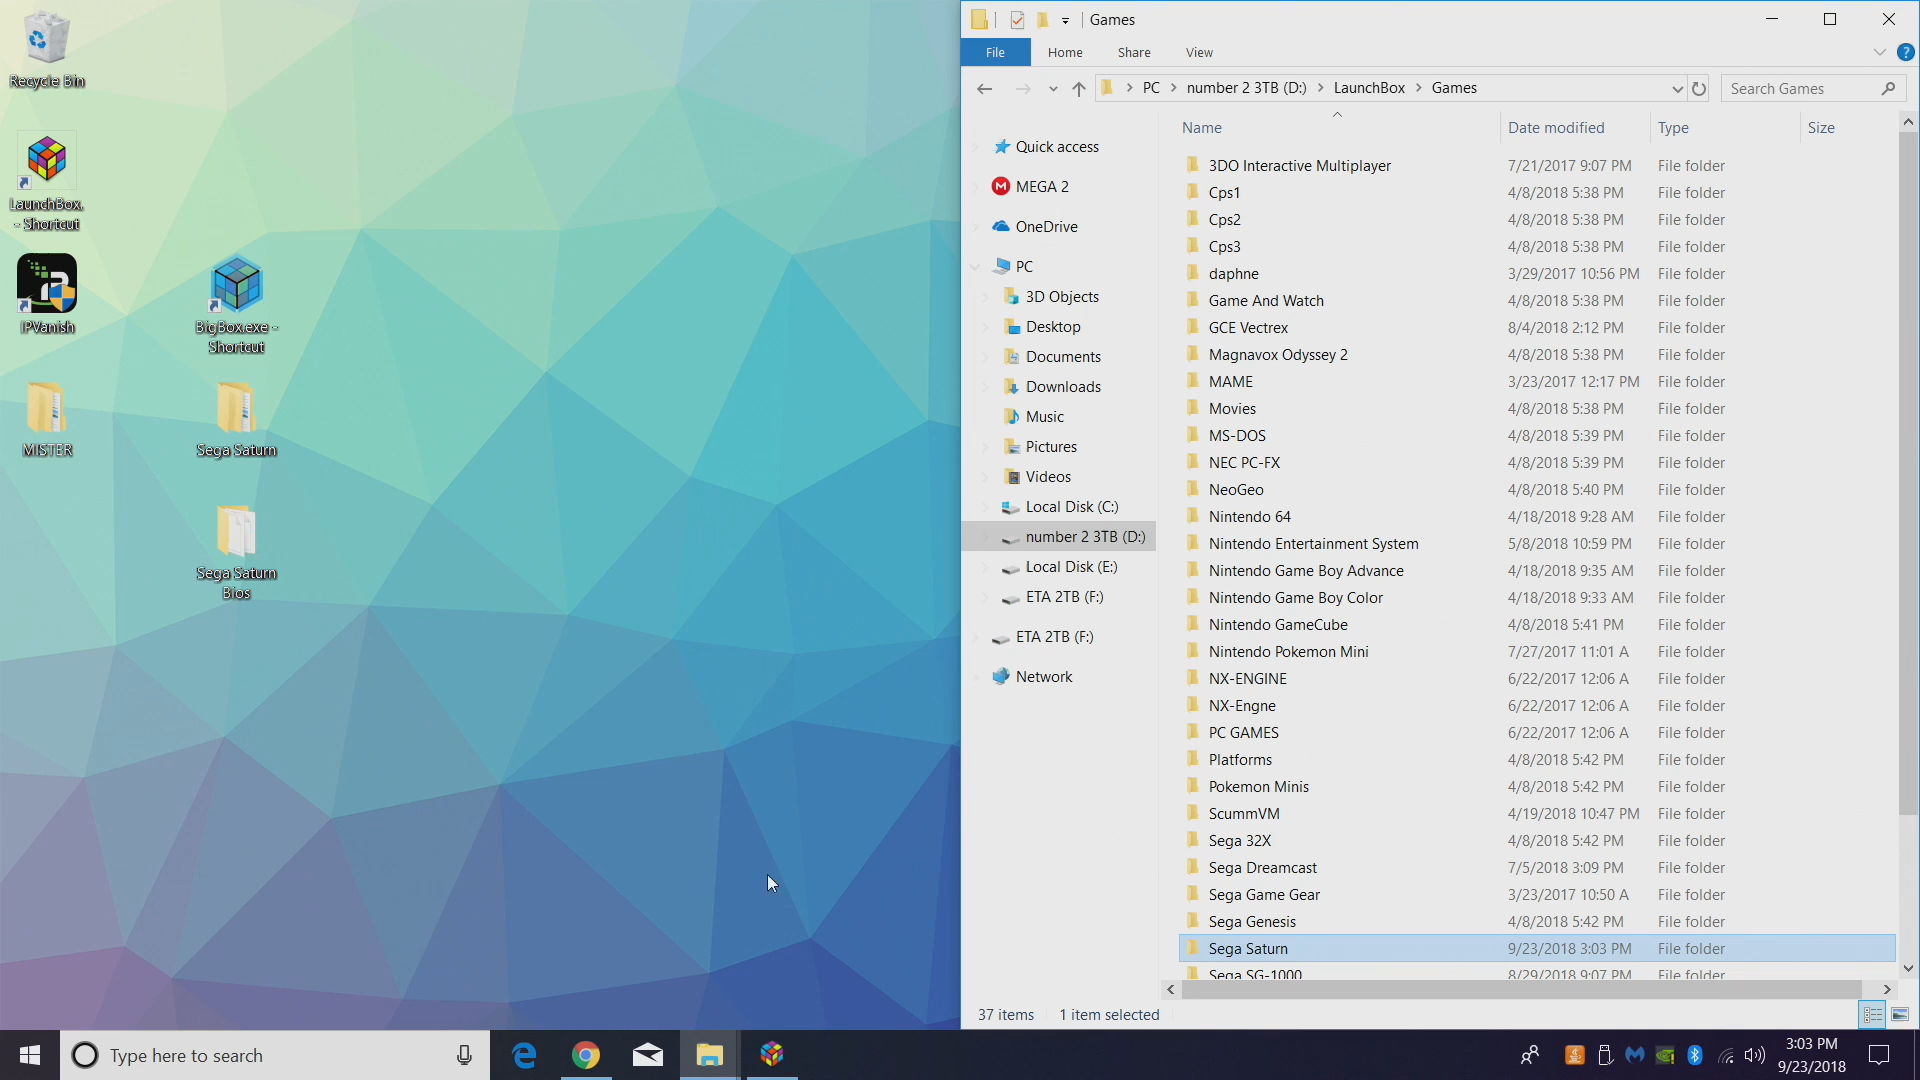 Recycle Bin
LaunchBox.
- Shortcut
IPVanish
BigBox.exe -
Shortcut
MISTER
Sega Saturn
Sega Saturn
Bios
Games
File Home Share View
PC number 2 3TB (D:) LaunchBox Games
Search Games
Quick access
MEGA 2
OneDrive
PC
3D Objects
Desktop
Documents
Downloads
Music
Pictures
Videos
Local Disk (C:)
number 2 3TB (D:)
Local Disk (E:)
ETA 2TB (F:)
ETA 2TB (F:)
Network
Name Date modified Type Size
3DO Interactive Multiplayer 7/21/2017 9:07 PM File folder
Cps1 4/8/2018 5:38 PM File folder
Cps2 4/8/2018 5:38 PM File folder
Cps3 4/8/2018 5:38 PM File folder
daphne 3/29/2017 10:56 PM File folder
Game And Watch 4/8/2018 5:38 PM File folder
GCE Vectrex 8/4/2018 2:12 PM File folder
Magnavox Odyssey 2 4/8/2018 5:38 PM File folder
MAME 3/23/2017 12:17 PM File folder
Movies 4/8/2018 5:38 PM File folder
MS-DOS 4/8/2018 5:39 PM File folder
NEC PC-FX 4/8/2018 5:39 PM File folder
NeoGeo 4/8/2018 5:40 PM File folder
Nintendo 64 4/18/2018 9:28 AM File folder
Nintendo Entertainment System 5/8/2018 10:59 PM File folder
Nintendo Game Boy Advance 4/18/2018 9:35 AM File folder
Nintendo Game Boy Color 4/18/2018 9:33 AM File folder
Nintendo GameCube 4/8/2018 5:41 PM File folder
Nintendo Pokemon Mini 7/27/2017 11:01 A File folder
NX-ENGINE 6/22/2017 12:06 A File folder
NX-Engne 6/22/2017 12:06 A File folder
PC GAMES 6/22/2017 12:06 A File folder
Platforms 4/8/2018 5:42 PM File folder
Pokemon Minis 4/8/2018 5:42 PM File folder
ScummVM 4/19/2018 10:47 PM File folder
Sega 32X 4/8/2018 5:42 PM File folder
Sega Dreamcast 7/5/2018 3:09 PM File folder
Sega Game Gear 3/23/2017 10:50 A File folder
Sega Genesis 4/8/2018 5:42 PM File folder
Sega Saturn 9/23/2018 3:03 PM File folder
Sega SG-1000 8/29/2018 9:07 PM File folder
37 items 1 item selected
Type here to search
3:03 PM
9/23/2018